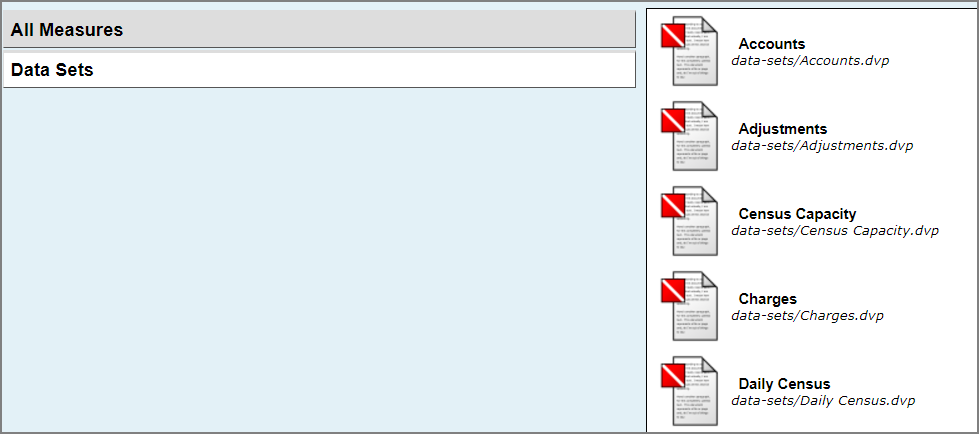 All Measures
Data Sets
Accounts
data-sets/Accounts.dvp
Adjustments
data-sets/Adjustments.dvp
Census Capacity
data-sets/Census Capacity.dvp
Charges
data-sets/Charges.dvp
Daily Census
data-sets/Daily Census.dvp